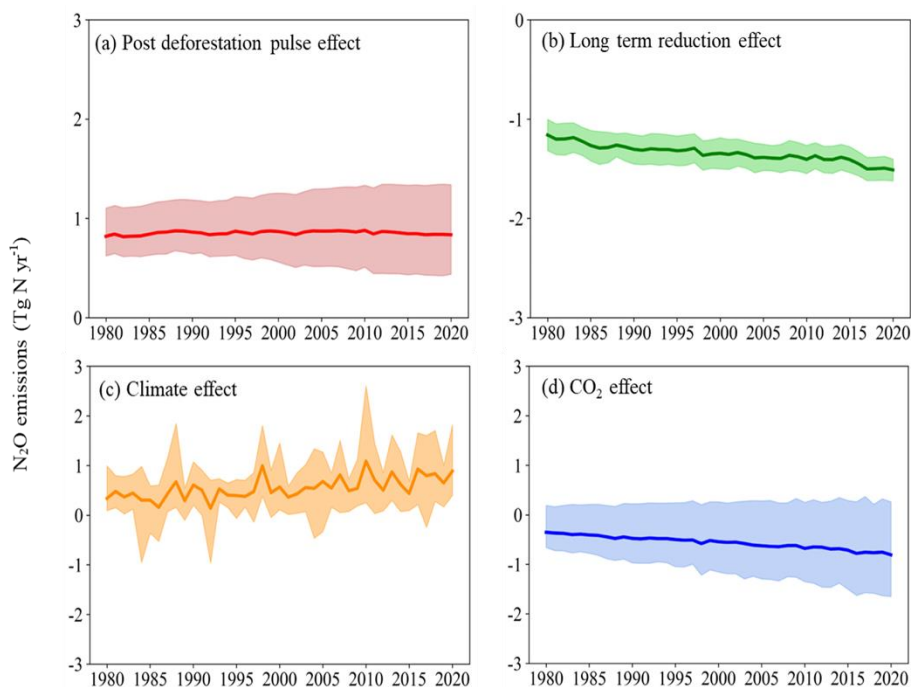 N₂O emissions (Tg N yr⁻¹)
(a) Post deforestation pulse effect
3
2
1
0
1980 1985 1990 1995 2000 2005 2010 2015 2020
(b) Long term reduction effect
-0
-1
-2
-3
1980 1985 1990 1995 2000 2005 2010 2015 2020
(c) Climate effect
3
2
1
0
-1
-2
-3
1980 1985 1990 1995 2000 2005 2010 2015 2020
(d) CO₂ effect
3
2
1
0
-1
-2
-3
1980 1985 1990 1995 2000 2005 2010 2015 2020